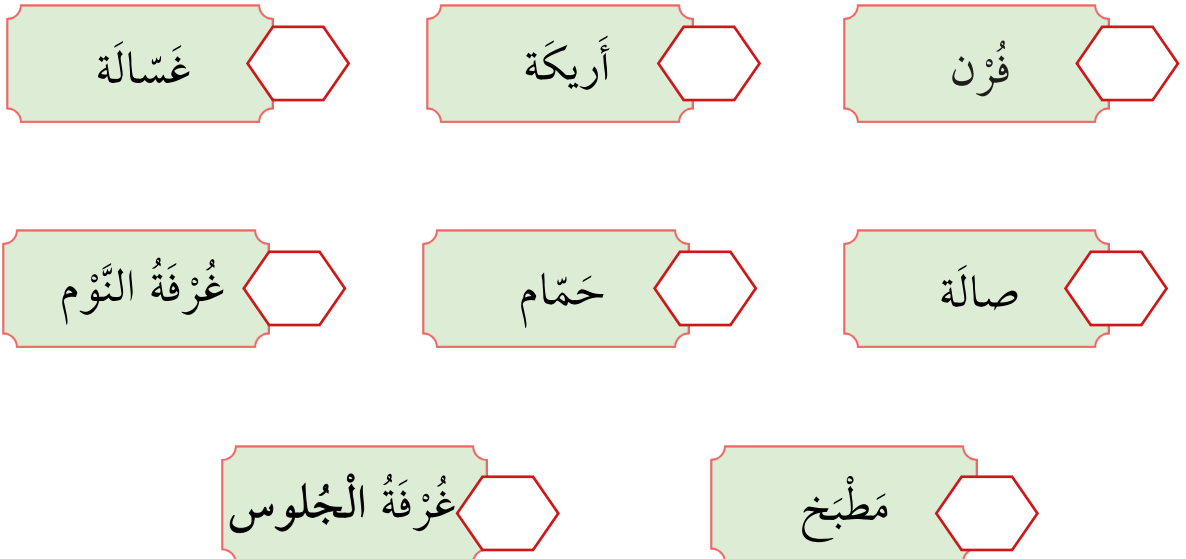 فُرْن
أَريكَة
غَسّالَة
صالَة
حَمّام
غُرْفَةُ النَّوْم
مَطْبَخ
غُرْفَةُ الْجُلوس